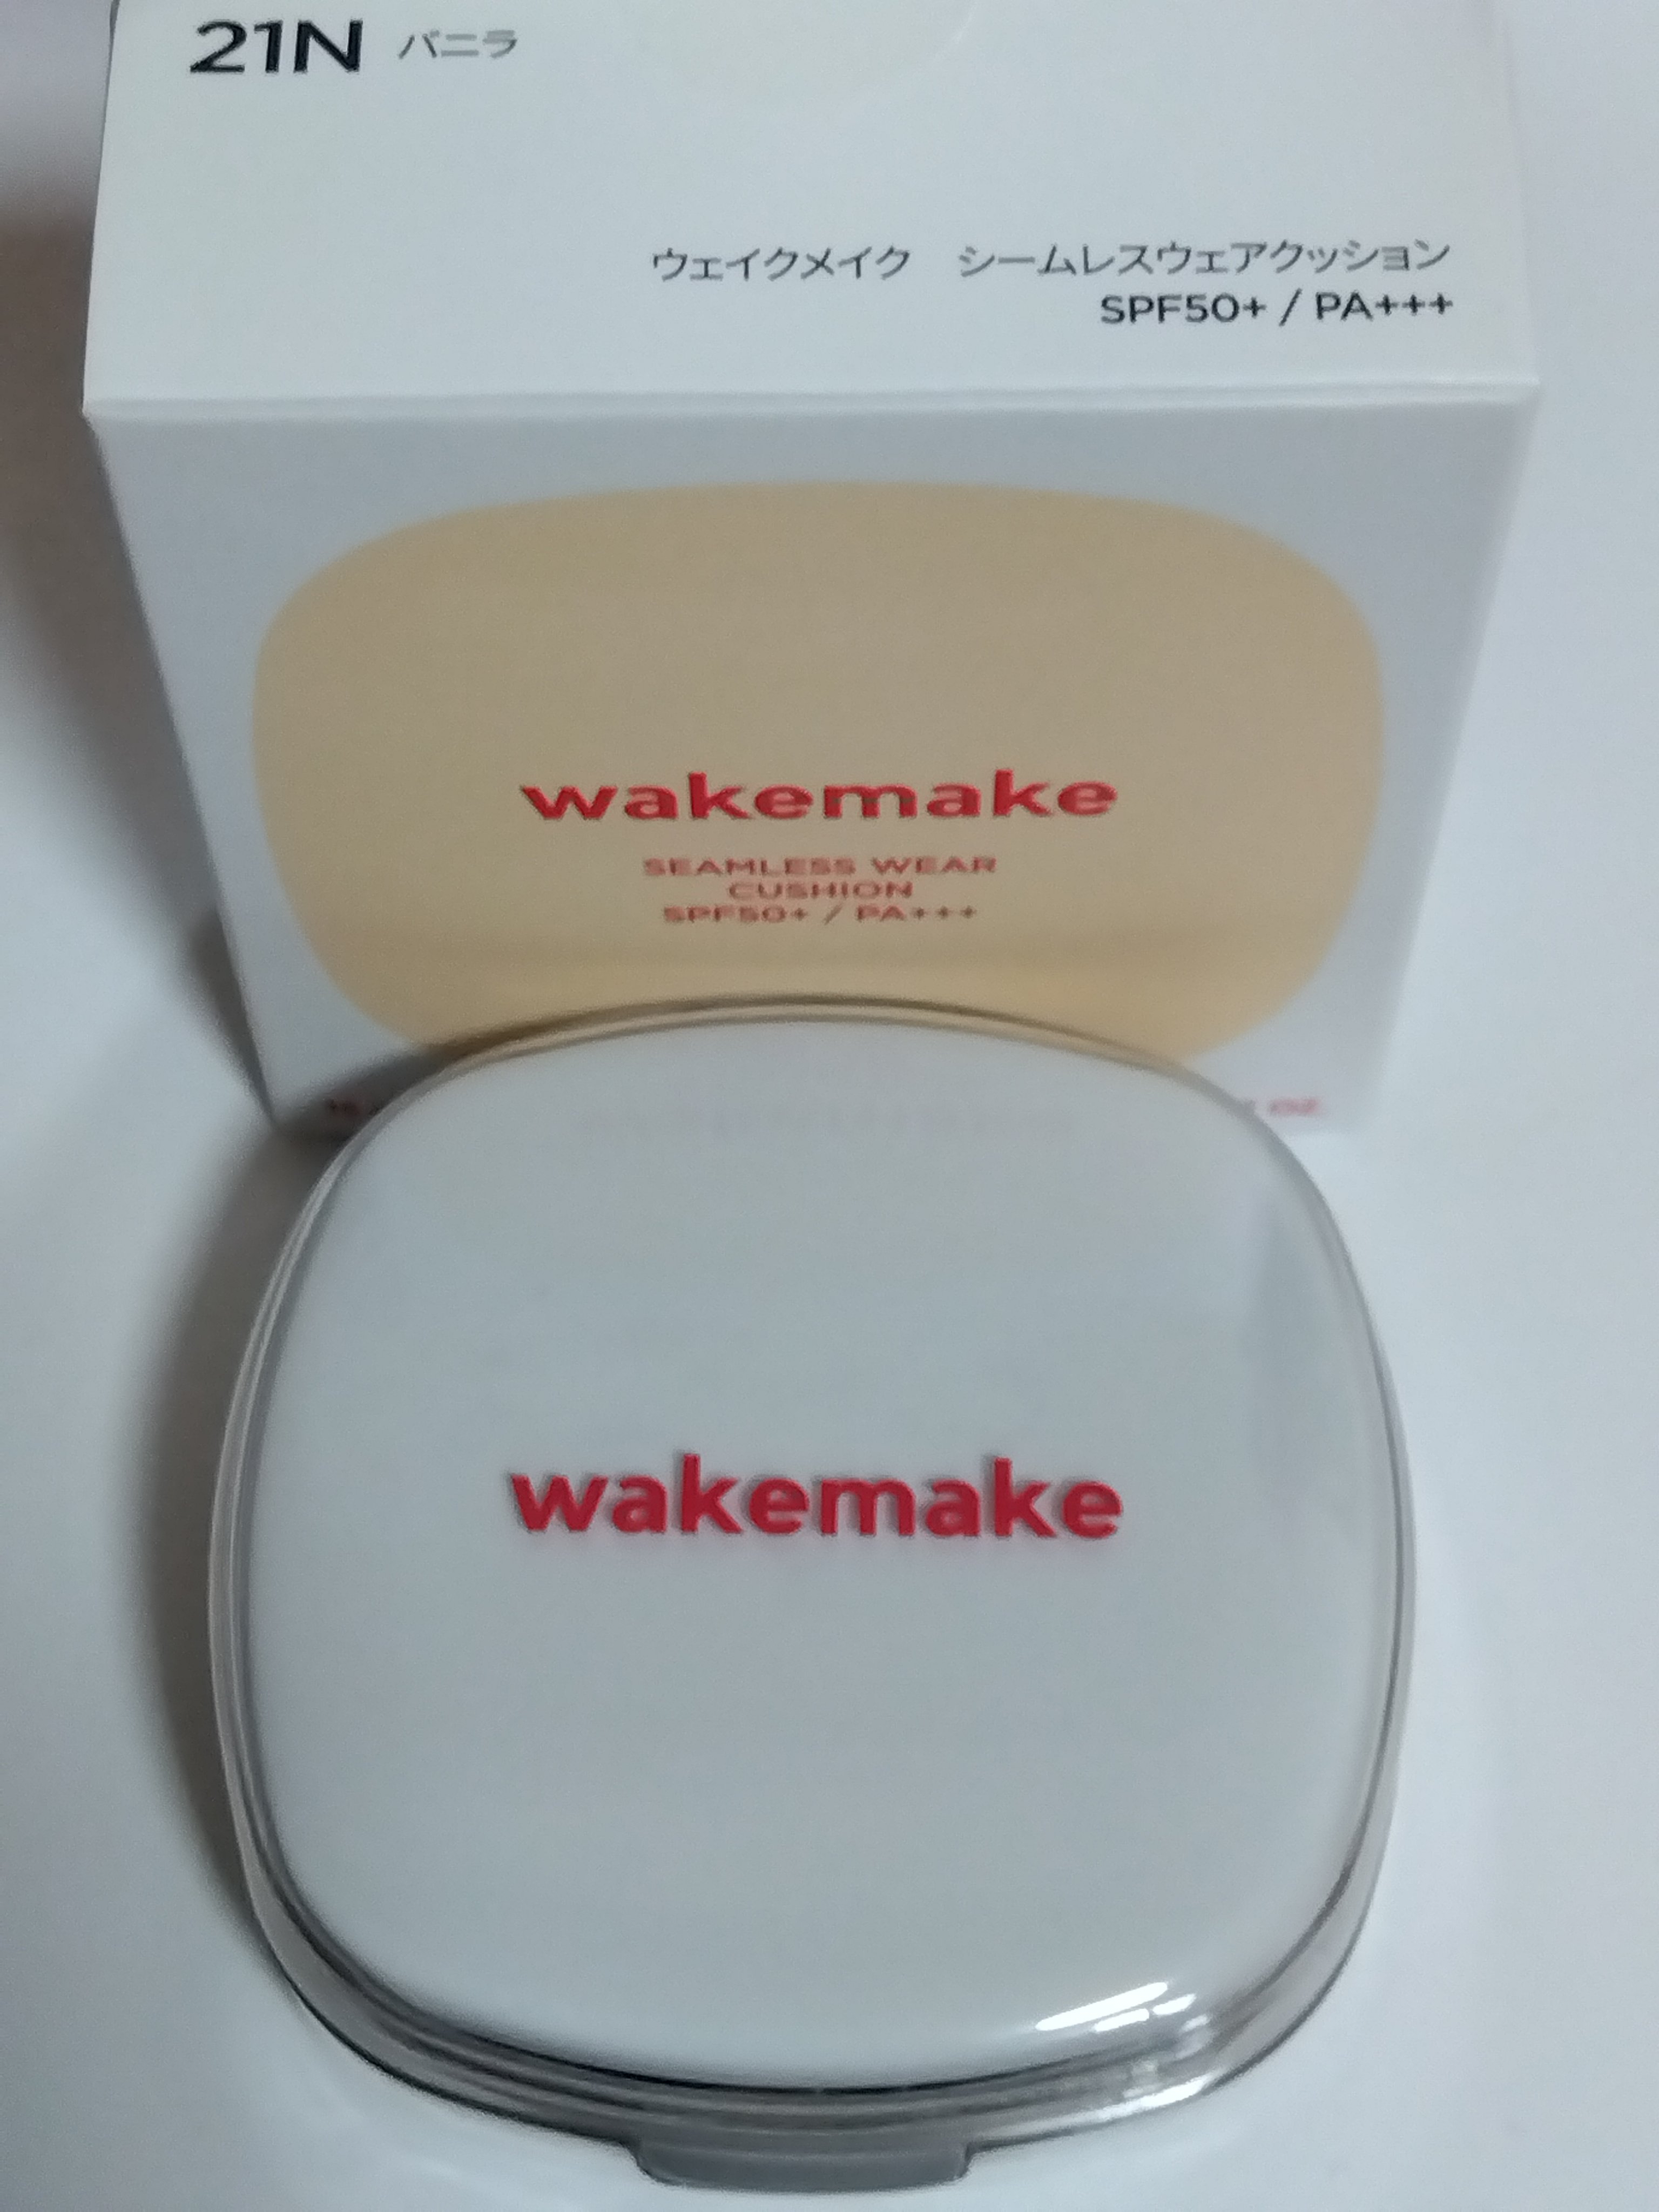 21N バニラ
ウェイクメイク シームレスウェアクッション
SPF50+ / PA+++
wakemake
SEAMLESS WEAR
CUSHION
SPF50+ / PA+++
OZ.
wakemake